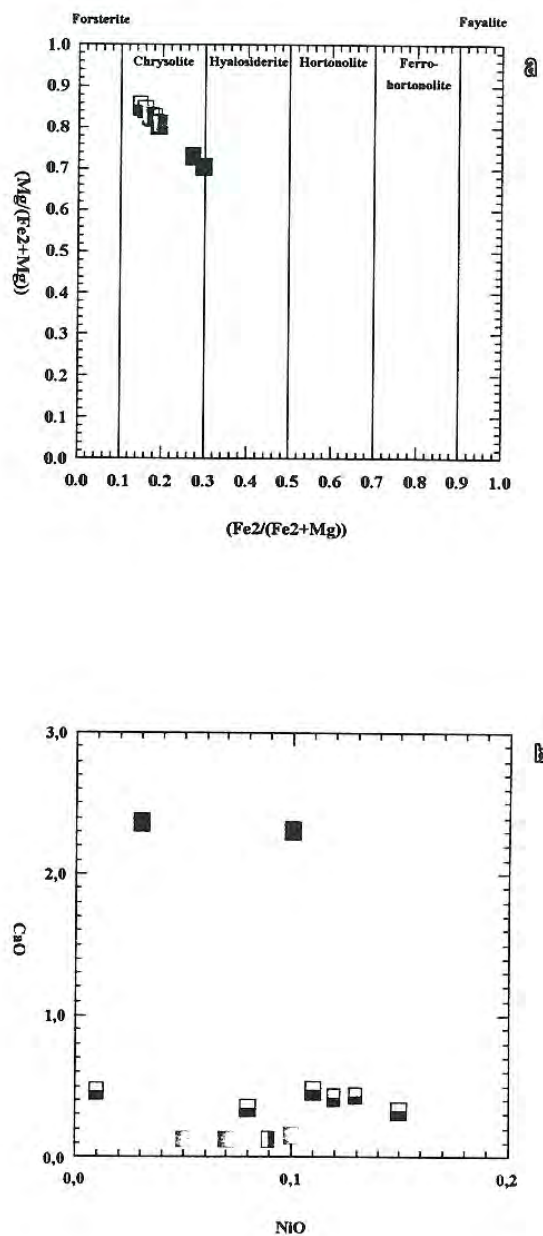 Forsterite Fayalite
Chrysolite Hyalosiderite Hortonolite Ferro-
hortonolite
a
1.0
0.9
0.8
0.7
0.6
0.5
0.4
0.3
0.2
0.1
0.0
(Mg/(Fe2+Mg))
0.0 0.1 0.2 0.3 0.4 0.5 0.6 0.7 0.8 0.9 1.0
(Fe2/(Fe2+Mg))
b
3,0
2,0
1,0
0,0
CaO
0,0 0,1 0,2
NiO